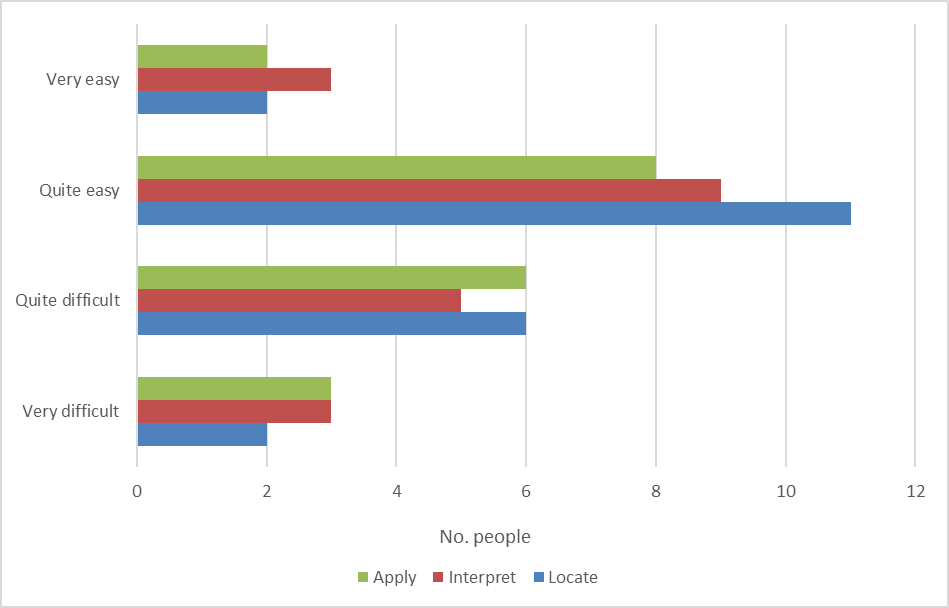 Very easy
Quite easy
Quite difficult
Very difficult
0 2 4 6 8 10 12
No. people
Apply Interpret Locate